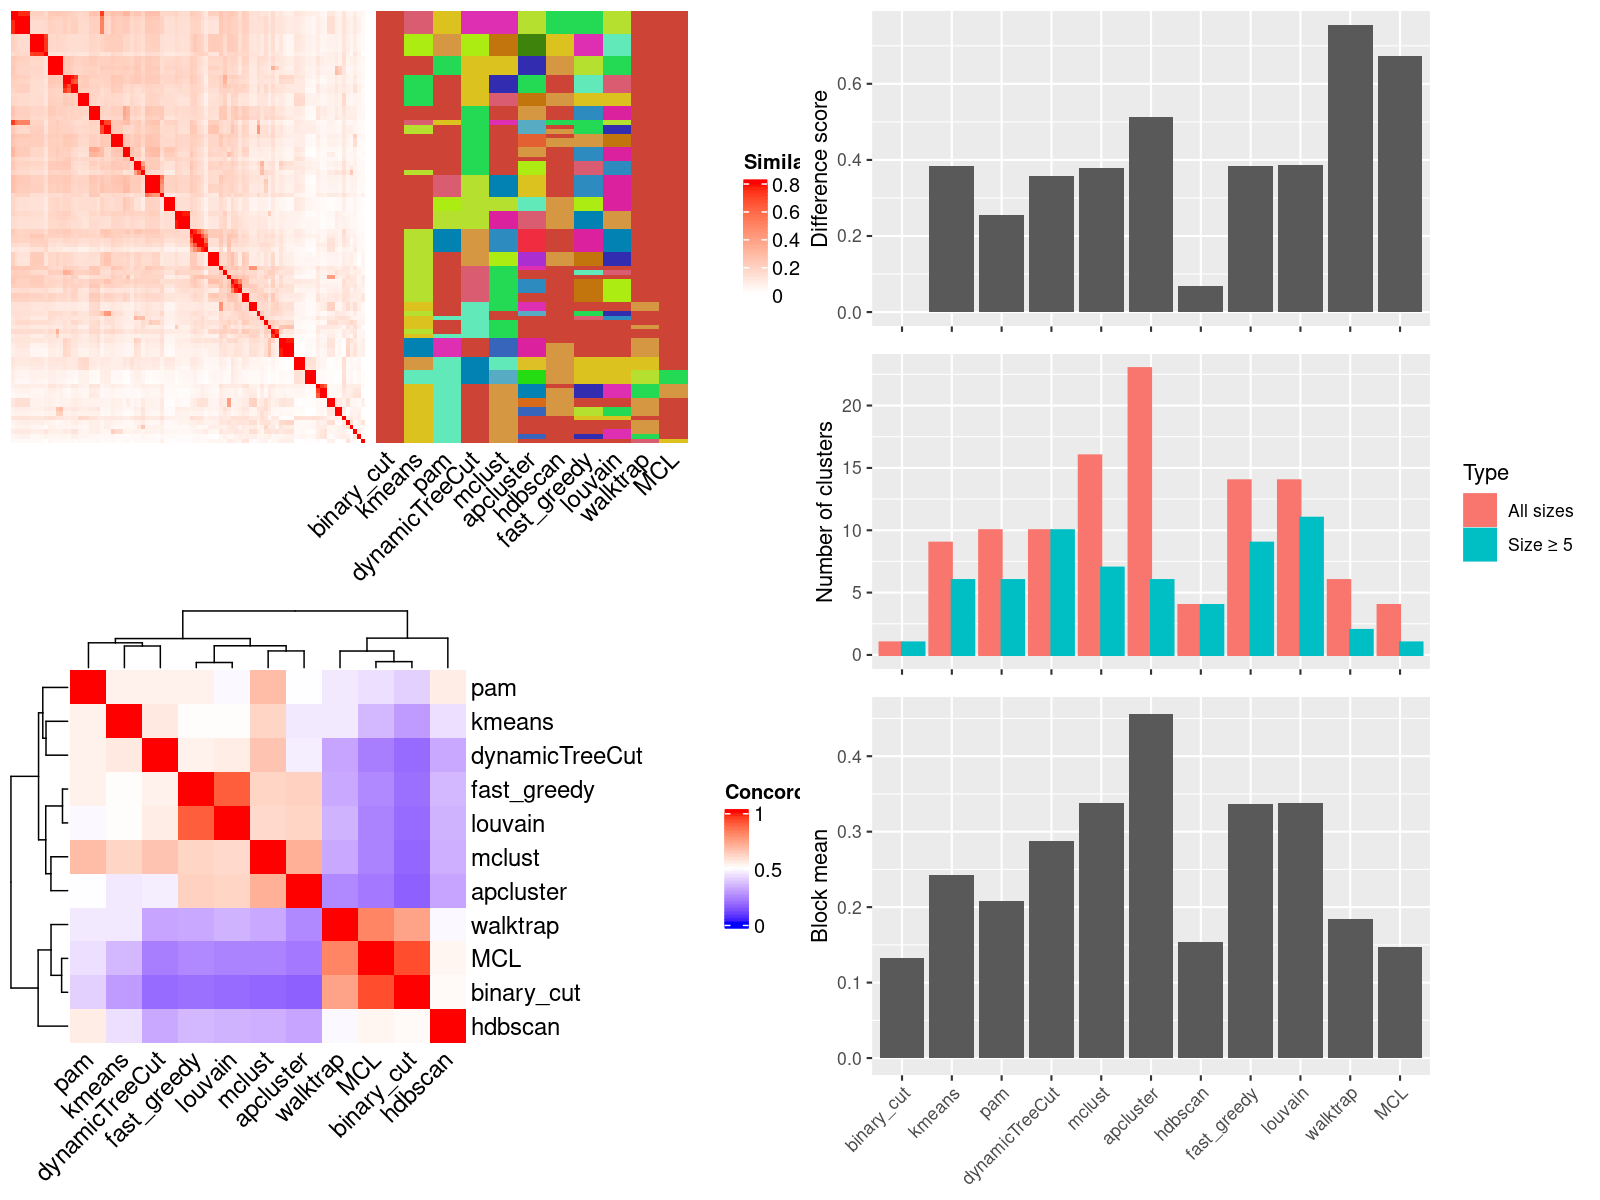 Simila
0.8
0.6
0.4
0.2
0
binary_cut
kmeans
pam
dynamicTreeCut
mclust
apcluster
hdbscan
fast_greedy
louvain
walktrap
MCL
pam
kmeans
dynamicTreeCut
fast_greedy
louvain
mclust
apcluster
walktrap
MCL
binary_cut
hdbscan
pam
kmeans
dynamicTreeCut
fast_greedy
louvain
mclust
apcluster
walktrap
MCL
binary_cut
hdbscan
Concord
1
0.5
0
Difference score
0.6
0.4
0.2
0.0
Number of clusters
20
15
10
5
0
Type
All sizes
Size ≥ 5
Block mean
0.4
0.3
0.2
0.1
0.0
binary_cut
kmeans
pam
dynamicTreeCut
mclust
apcluster
hdbscan
fast_greedy
louvain
walktrap
MCL